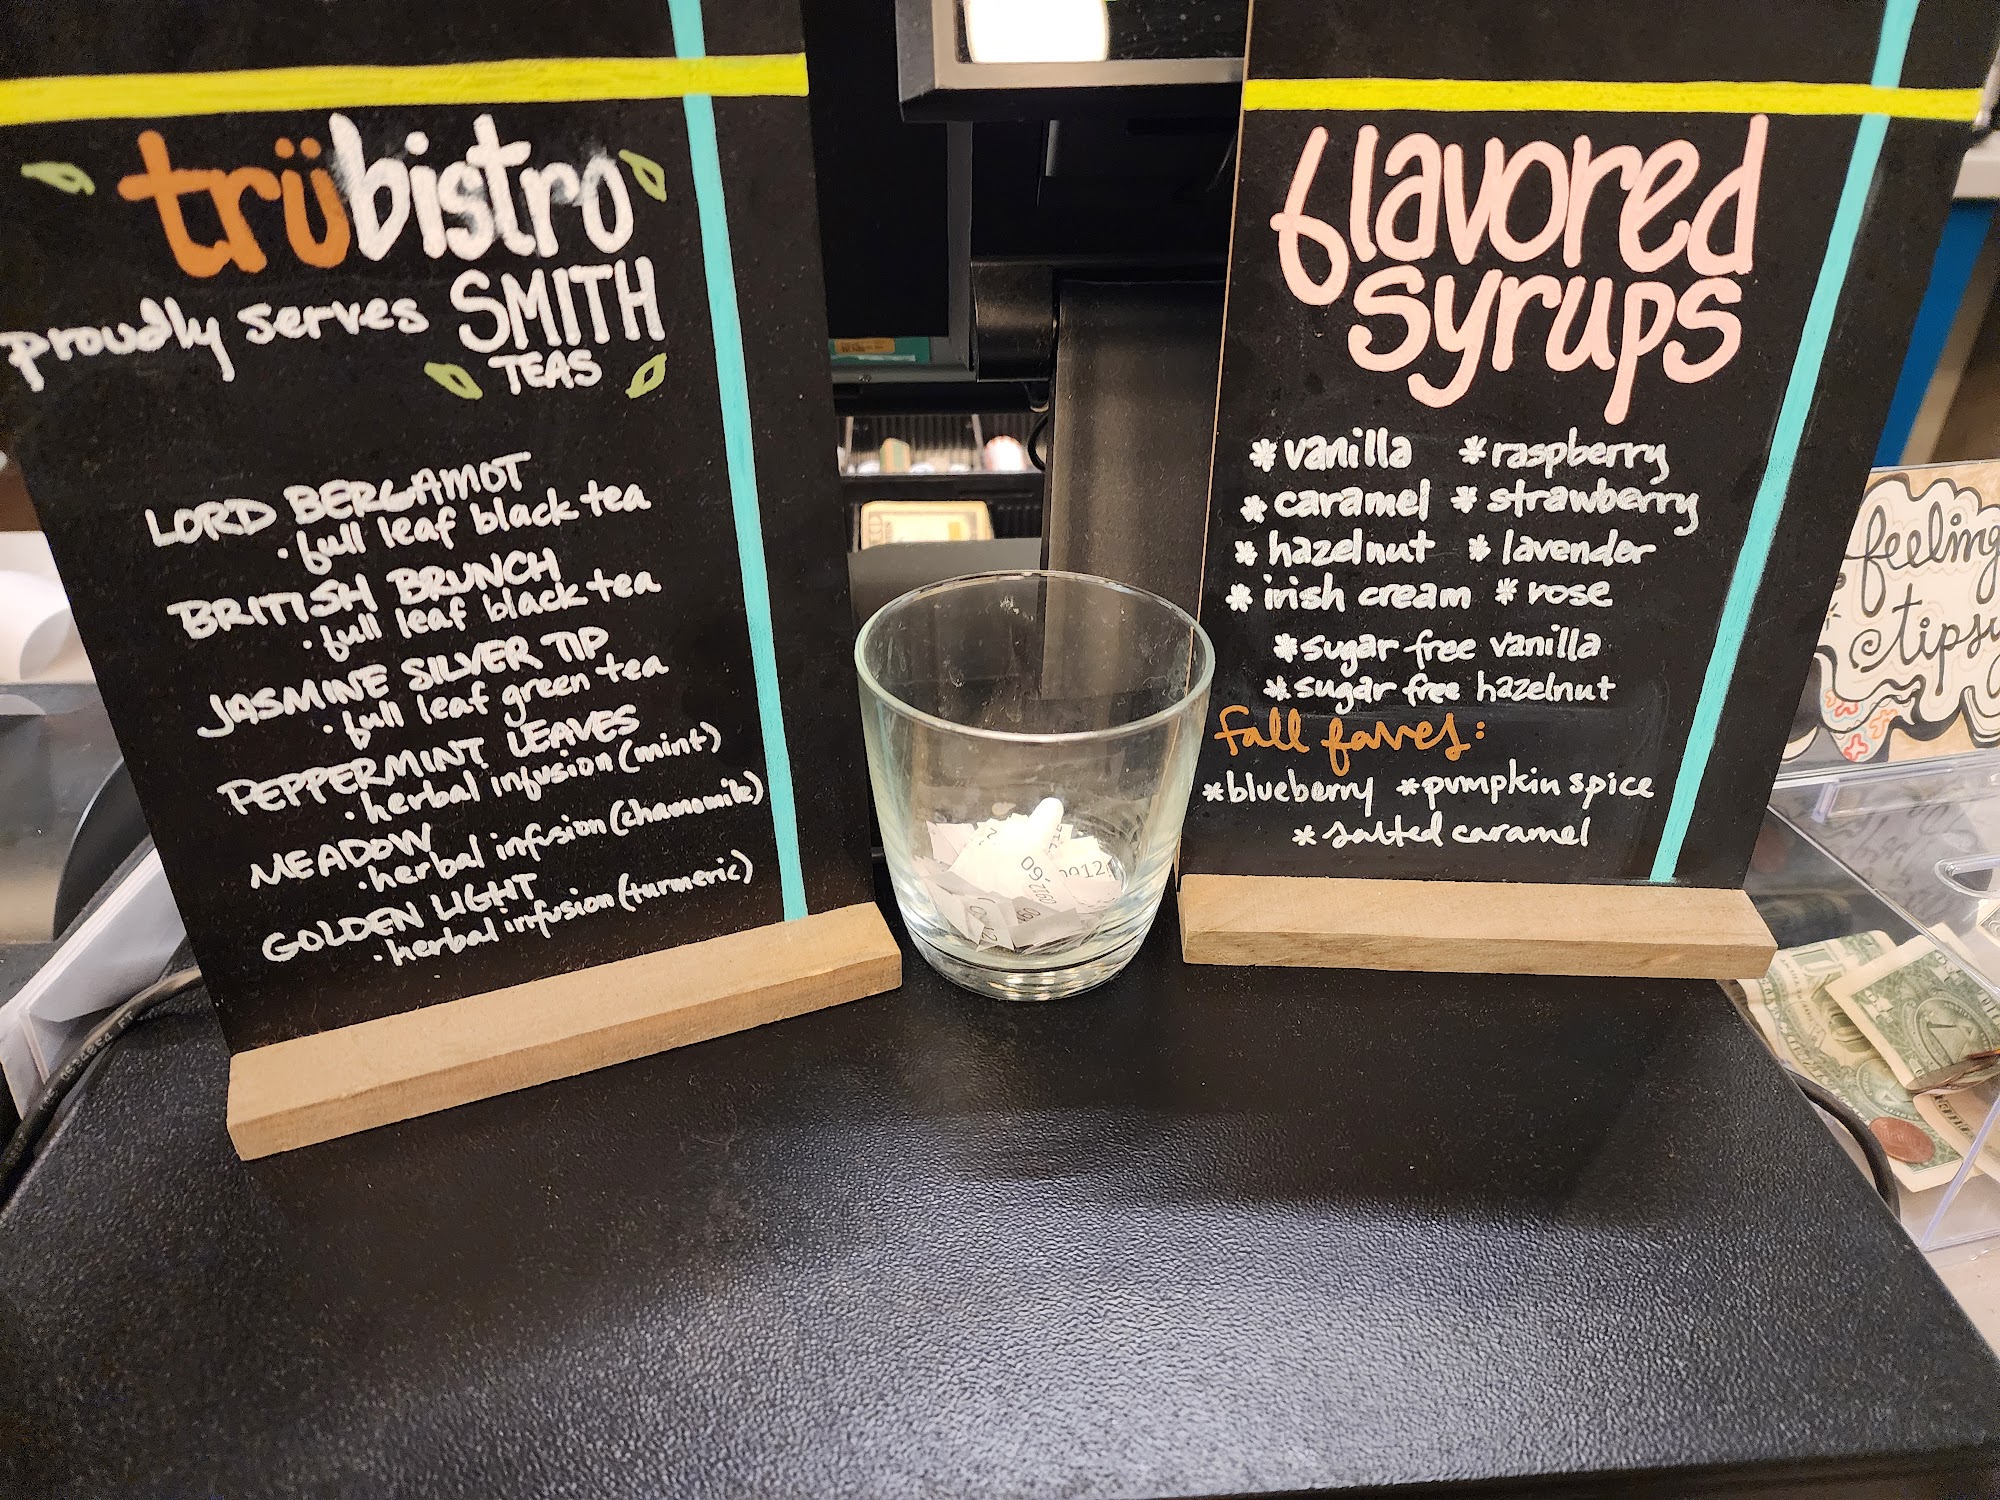 trübistro
proudly serves SMITH
TEAS
LORD BERGAMOT
• full leaf black tea
BRITISH BRUNCH
• full leaf black tea
JASMINE SILVER TIP
• full leaf green tea
PEPPERMINT LEAVES
• herbal infusion (mint)
MEADOW
• herbal infusion (chamomile)
GOLDEN LIGHT
• herbal infusion (turmeric)
flavored
syrups
* vanilla * raspberry
* caramel * strawberry
* hazelnut * lavender
* irish cream * rose
* sugar free vanilla
* sugar free hazelnut
fall faves:
* blueberry * pumpkin spice
* salted caramel
feeling
tipsy